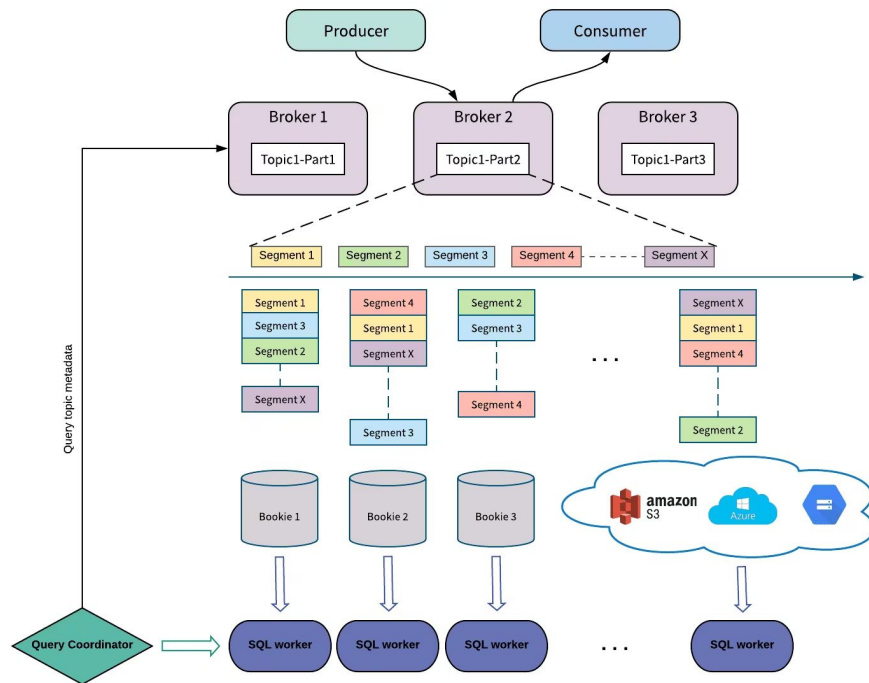 Producer
Consumer
Broker 1
Broker 2
Broker 3
Topic1-Part1
Topic1-Part2
Topic1-Part3
Segment 1
Segment 2
Segment 3
Segment 4
Segment X
Segment 1
Segment 3
Segment 2
Segment X
Segment 4
Segment 1
Segment X
Segment 3
Segment 2
Segment 3
Segment 4
. . .
Segment X
Segment 1
Segment 4
Segment 2
Query topic metadata
Bookie 1
Bookie 2
Bookie 3
amazon
S3
Azure
Query Coordinator
SQL worker
SQL worker
SQL worker
. . .
SQL worker